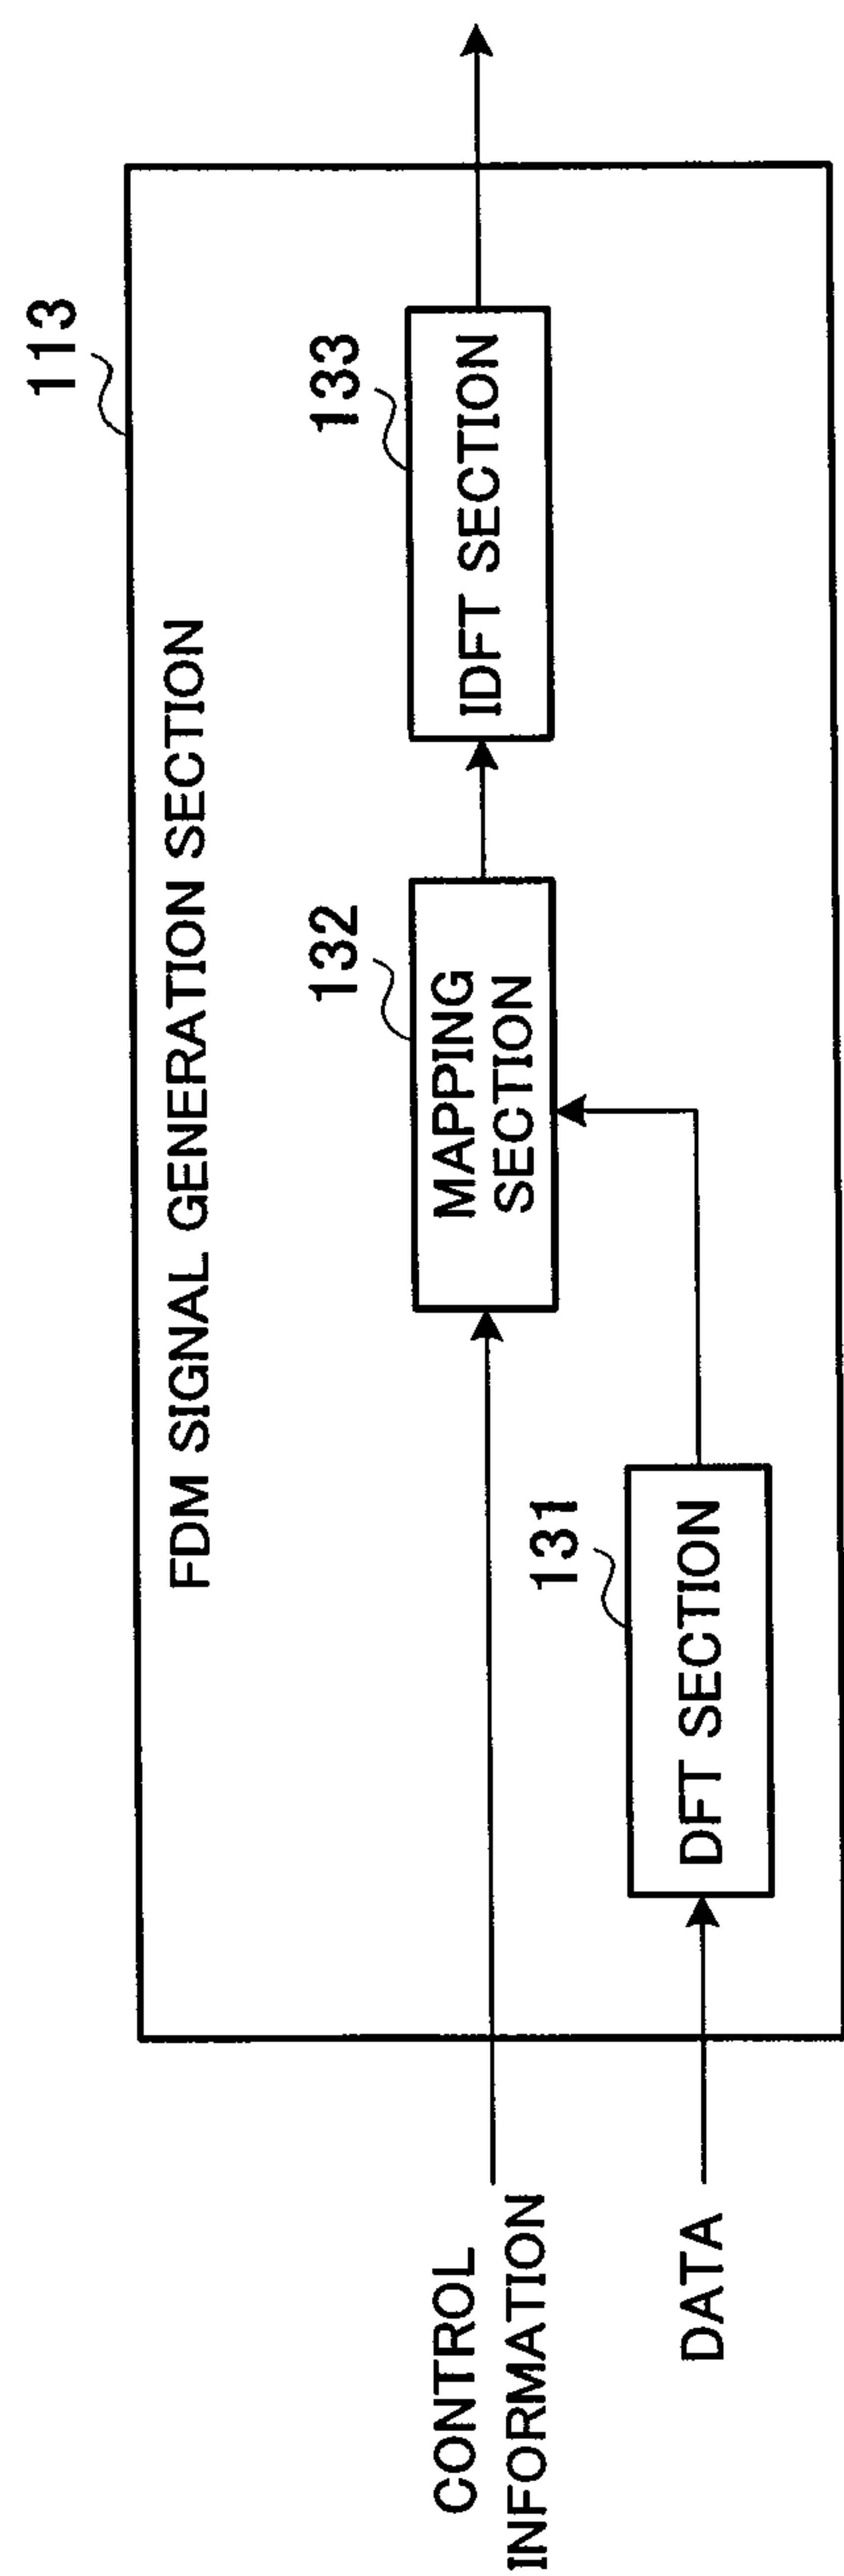 113
FDM SIGNAL GENERATION SECTION
133
IDFT SECTION
132
MAPPING
SECTION
131
DFT SECTION
CONTROL
INFORMATION
DATA